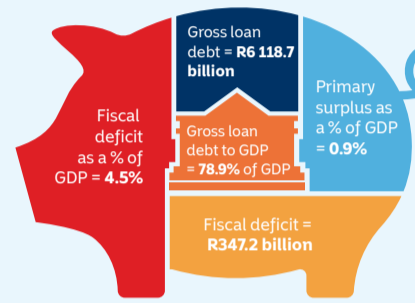 Fiscal
deficit
as a % of
GDP = 4.5%
Gross loan
debt = R6 118.7
billion
Gross loan
debt to GDP
= 78.9% of GDP
Primary
surplus as
a % of GDP
= 0.9%
Fiscal deficit =
R347.2 billion